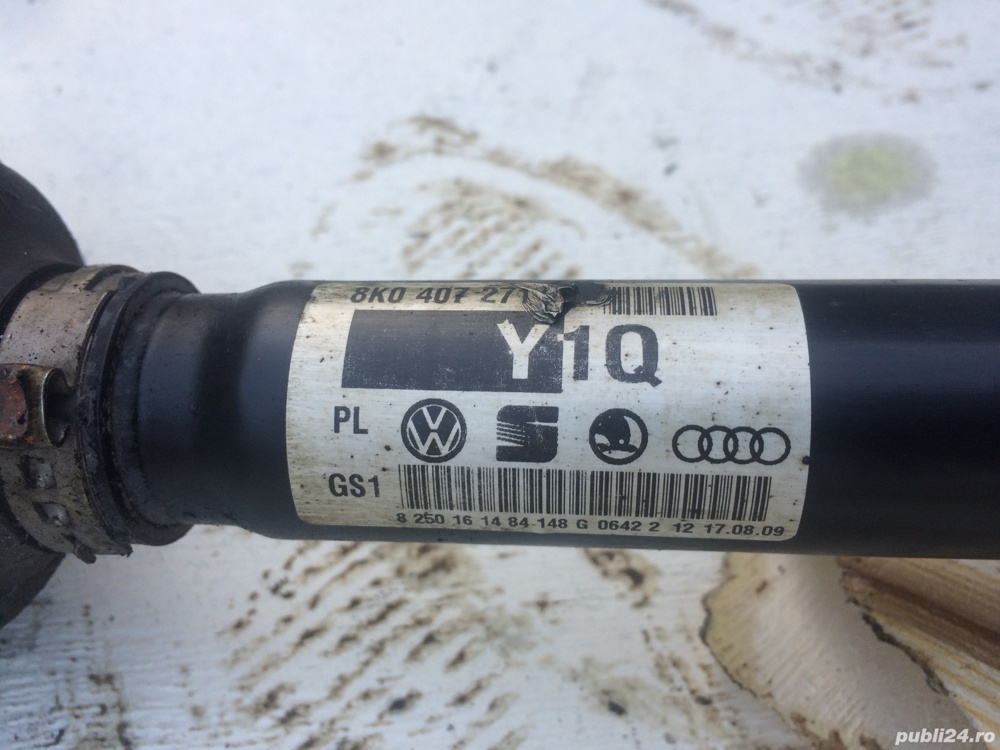 8K0 407 271
Y1Q
PL
GS1
8 250 16 14 84-148 G 0642 2 12 17.08.09
publi24.ro